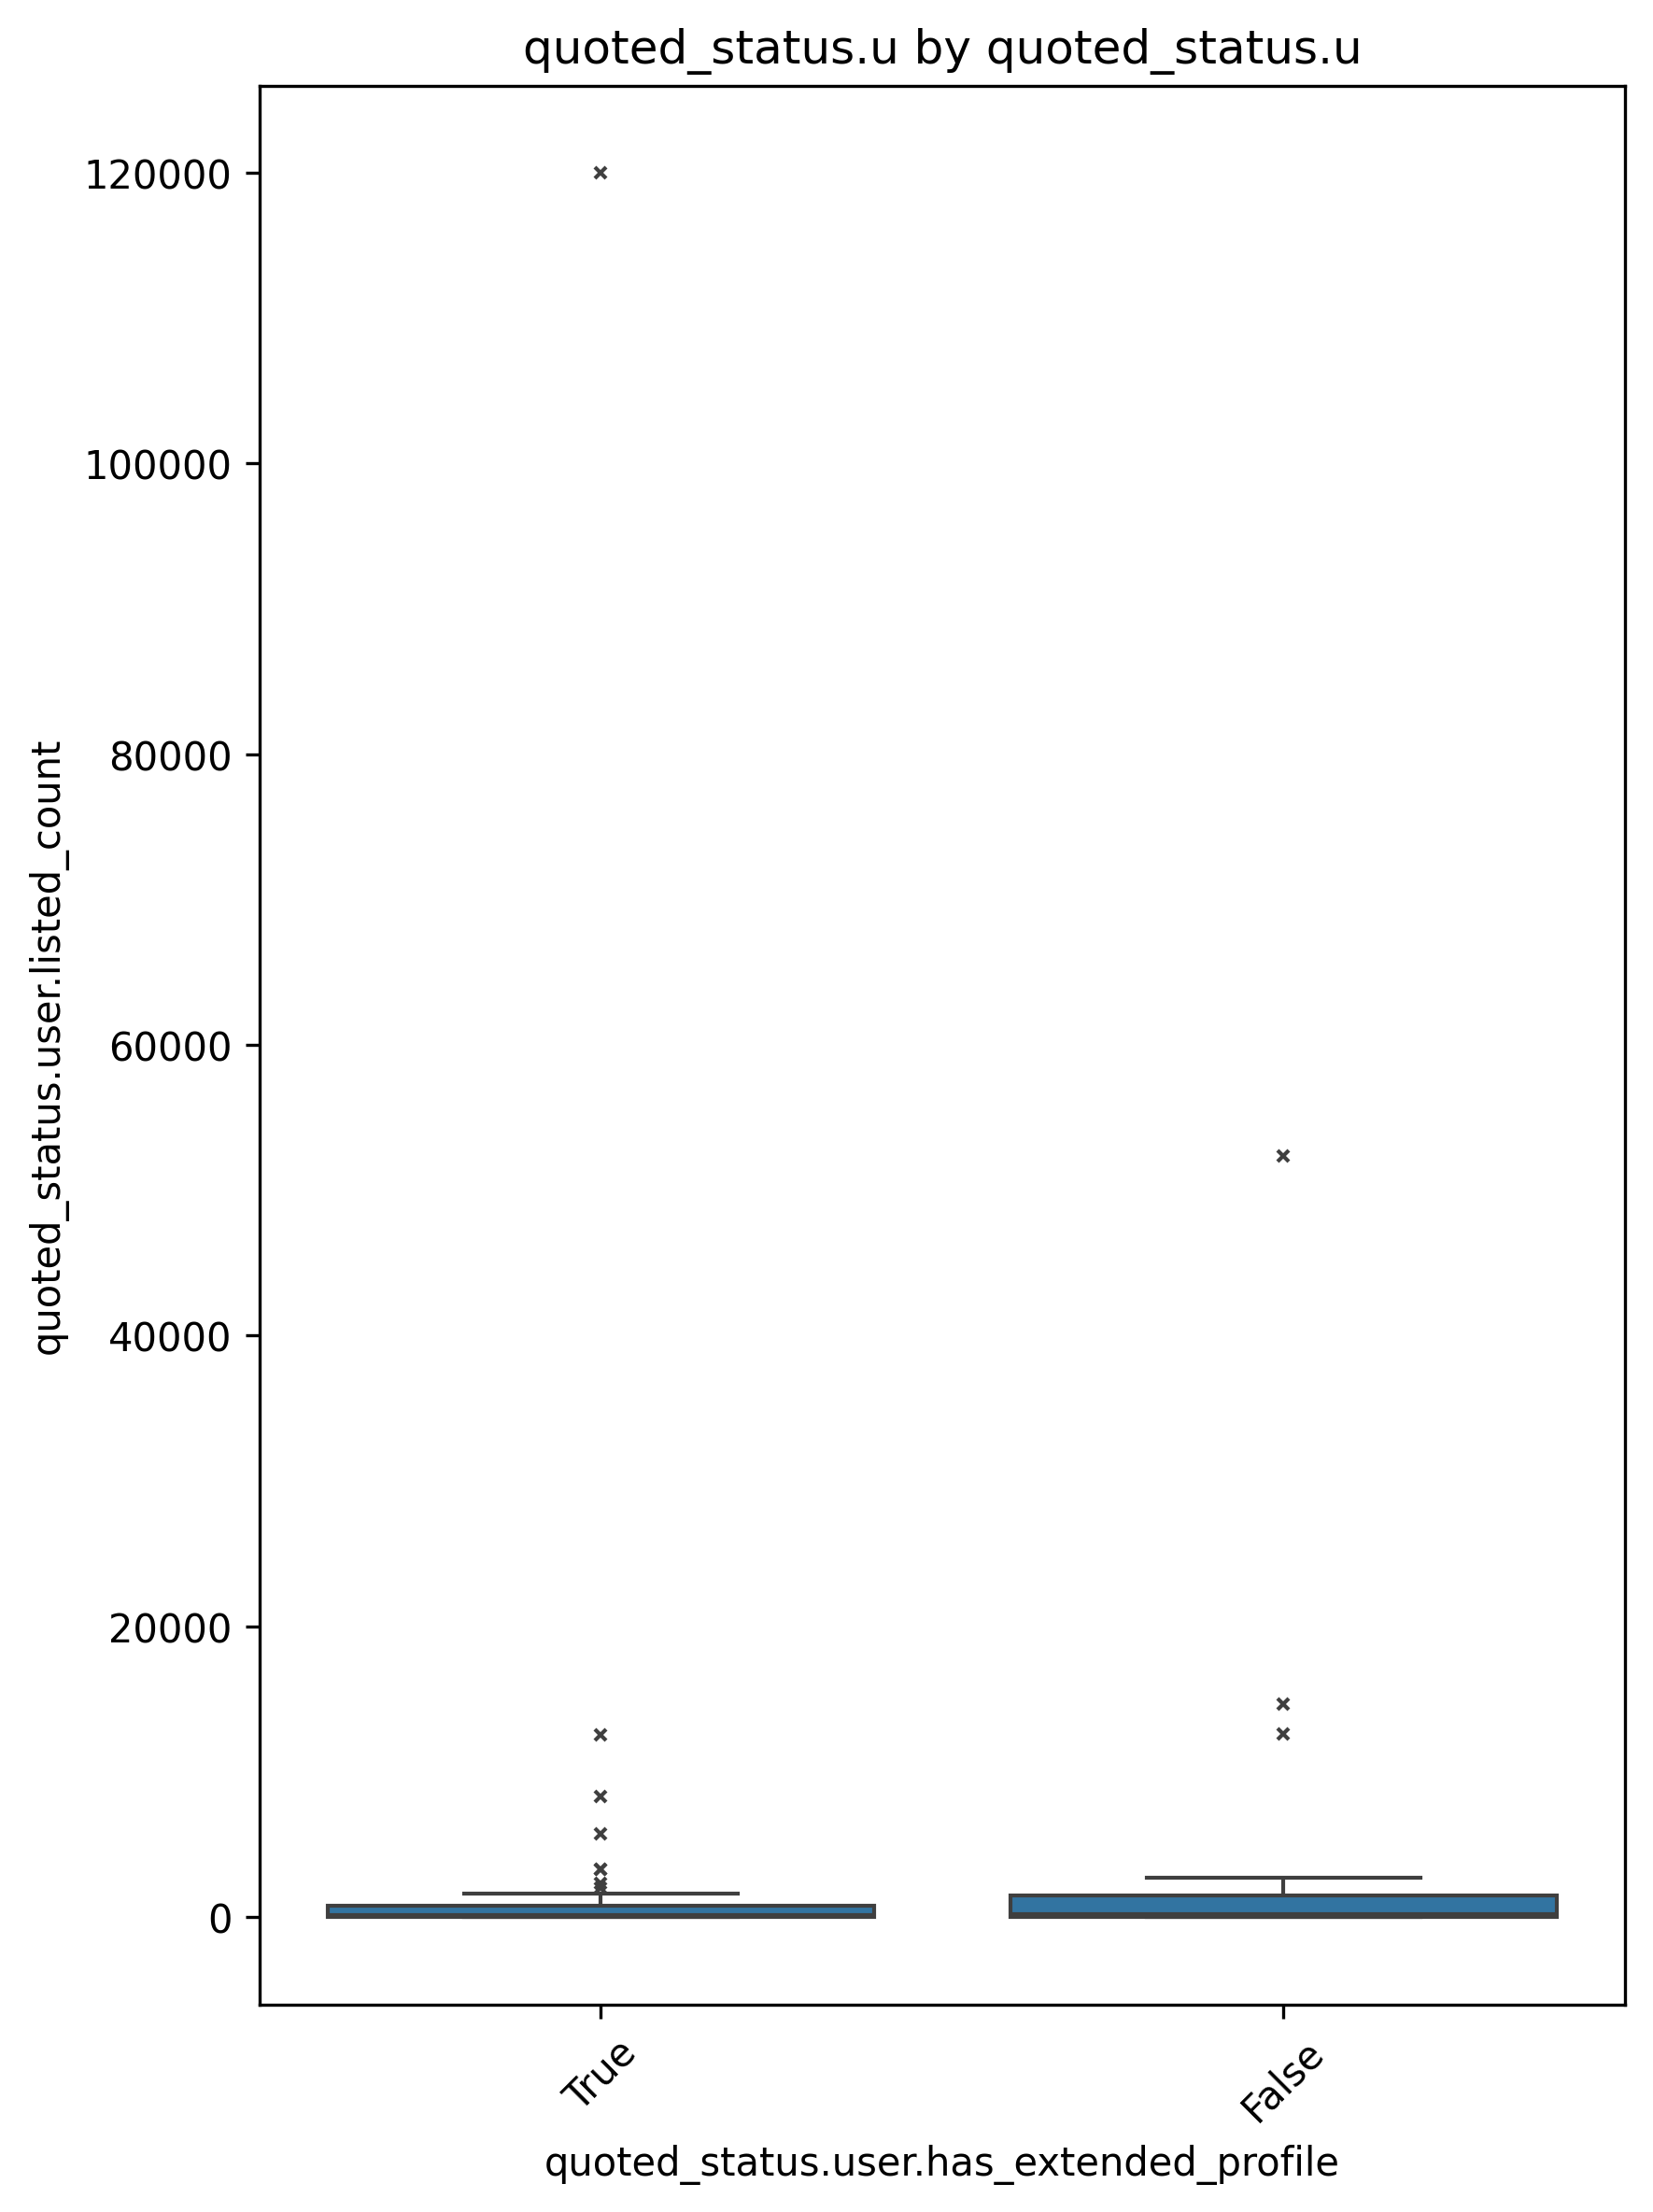 quoted_status.u by quoted_status.u
120000
100000
80000
60000
40000
20000
0
quoted_status.user.listed_count
True
False
quoted_status.user.has_extended_profile